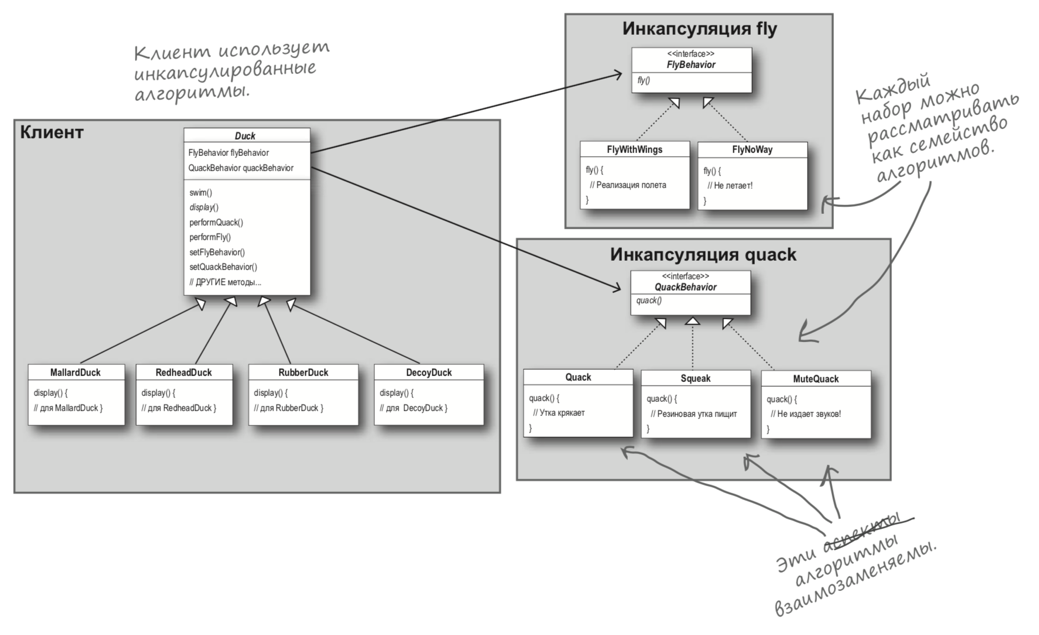 Клиент использует
инкапсулированные
алгоритмы.
Клиент
Duck
FlyBehavior flyBehavior
QuackBehavior quackBehavior
swim()
display()
performQuack()
performFly()
setFlyBehavior()
setQuackBehavior()
// ДРУГИЕ методы...
MallardDuck
display() {
// для MallardDuck }
RedheadDuck
display() {
// для RedheadDuck }
RubberDuck
display() {
// для RubberDuck }
DecoyDuck
display() {
// для DecoyDuck }
Инкапсуляция fly
<<interface>>
FlyBehavior
fly()
FlyWithWings
fly() {
// Реализация полета
}
FlyNoWay
fly() {
// Не летает!
}
Каждый
набор можно
рассматривать
как семейство
алгоритмов.
Инкапсуляция quack
<<interface>>
QuackBehavior
quack()
Quack
quack() {
// Утка крякает
}
Squeak
quack() {
// Резиновая утка пищит
}
MuteQuack
quack() {
// Не издает звуков!
}
Эти аспекты
алгоритмы
взаимозаменяемы.